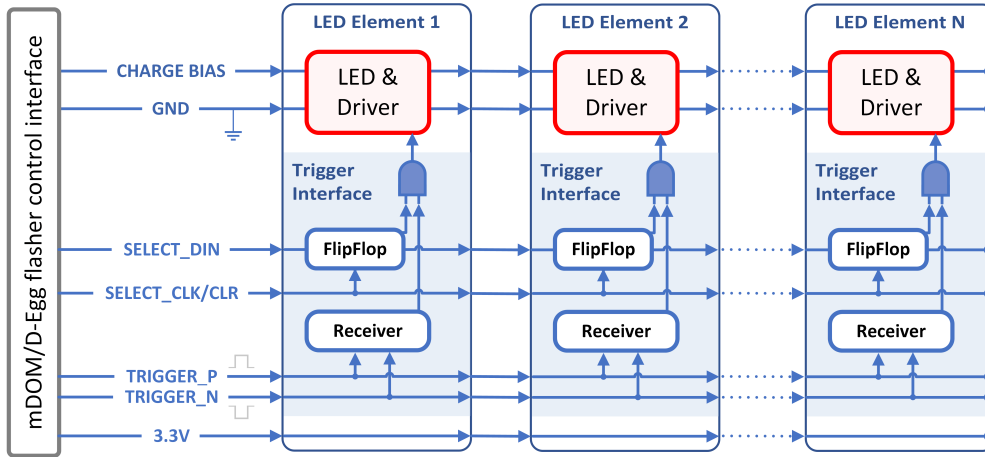 mDOM/D-Egg flasher control interface
CHARGE BIAS
GND
SELECT_DIN
SELECT_CLK/CLR
TRIGGER_P
TRIGGER_N
3.3V
LED Element 1
LED &
Driver
Trigger
Interface
FlipFlop
Receiver
LED Element 2
LED &
Driver
Trigger
Interface
FlipFlop
Receiver
LED Element N
LED &
Driver
Trigger
Interface
FlipFlop
Receiver